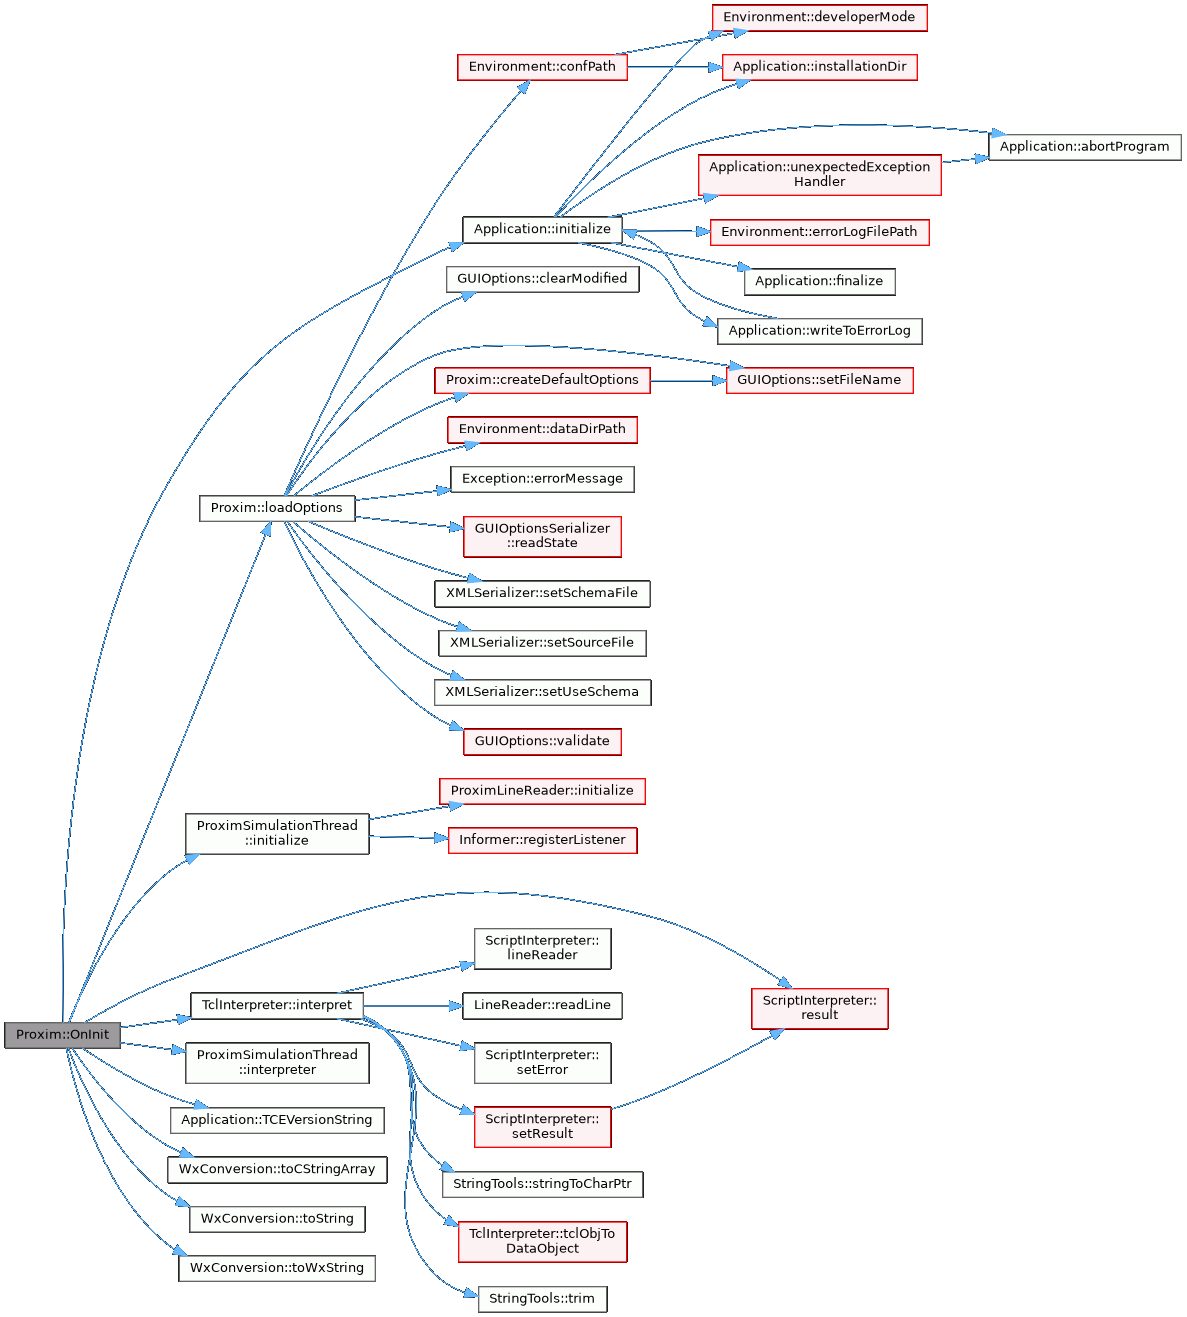 Environment::developerMode
Environment::confPath
Application::installationDir
Application::abortProgram
Application::unexpectedException
Handler
Application::initialize
Environment::errorLogFilePath
GUIOptions::clearModified
Application::finalize
Application::writeToErrorLog
Proxim::createDefaultOptions
GUIOptions::setFileName
Environment::dataDirPath
Exception::errorMessage
Proxim::loadOptions
GUIOptionsSerializer
::readState
XMLSerializer::setSchemaFile
XMLSerializer::setSourceFile
XMLSerializer::setUseSchema
GUIOptions::validate
ProximLineReader::initialize
ProximSimulationThread
::initialize
Informer::registerListener
ScriptInterpreter::
lineReader
TclInterpreter::interpret
LineReader::readLine
ScriptInterpreter::
result
Proxim::OnInit
ProximSimulationThread
::interpreter
ScriptInterpreter::
setError
Application::TCEVersionString
ScriptInterpreter::
setResult
WxConversion::toCStringArray
StringTools::stringToCharPtr
WxConversion::toString
TclInterpreter::tclObjTo
DataObject
WxConversion::toWxString
StringTools::trim